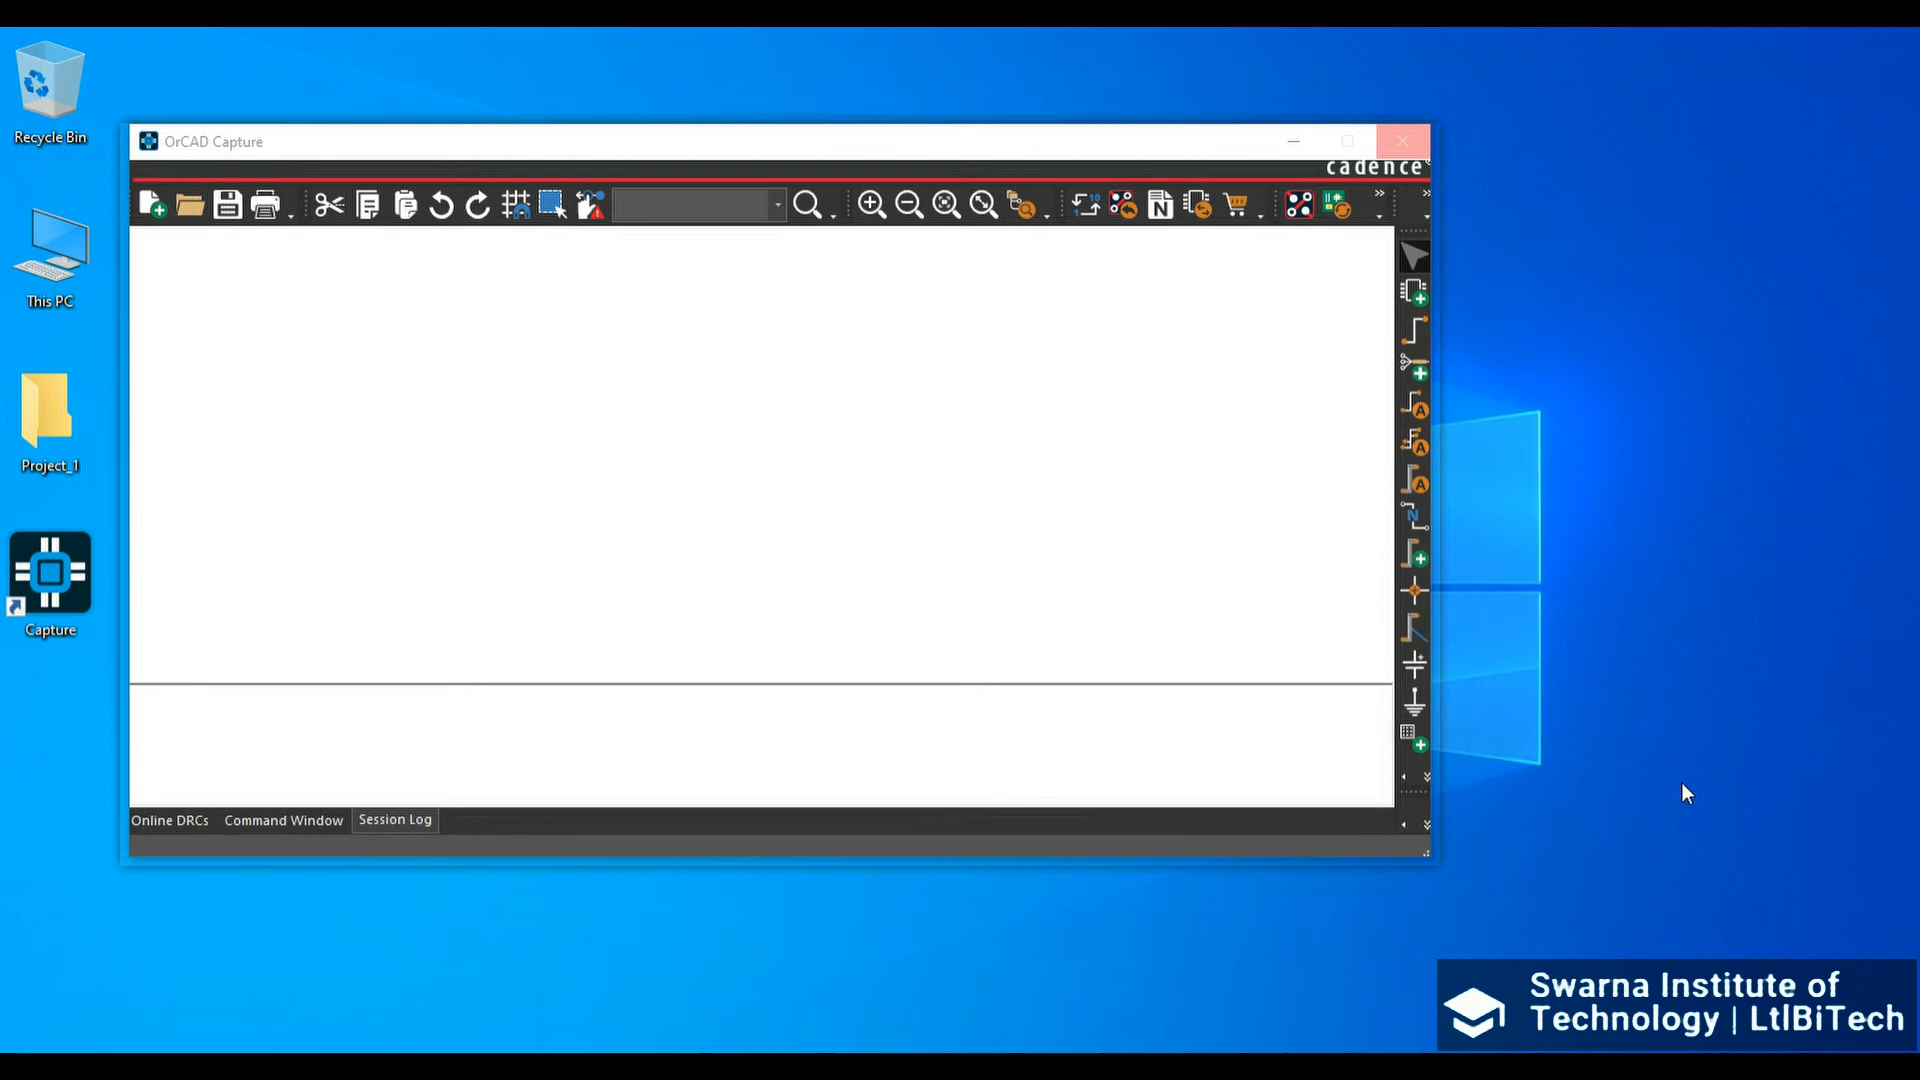 Recycle Bin
This PC
Project_1
Capture
OrCAD Capture
cadence
N
A
A
A
N
Online DRCs
Command Window
Session Log
Swarna Institute of
Technology | LtlBiTech